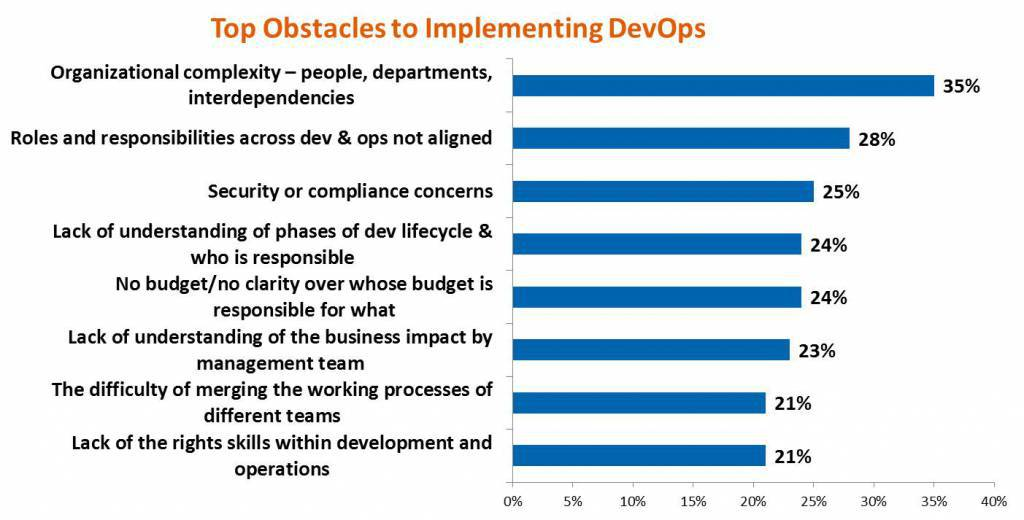 Top Obstacles to Implementing DevOps
Organizational complexity – people, departments,
interdependencies
35%
Roles and responsibilities across dev & ops not aligned
28%
Security or compliance concerns
25%
Lack of understanding of phases of dev lifecycle &
who is responsible
24%
No budget/no clarity over whose budget is
responsible for what
24%
Lack of understanding of the business impact by
management team
23%
The difficulty of merging the working processes of
different teams
21%
Lack of the rights skills within development and
operations
21%
0% 5% 10% 15% 20% 25% 30% 35% 40%